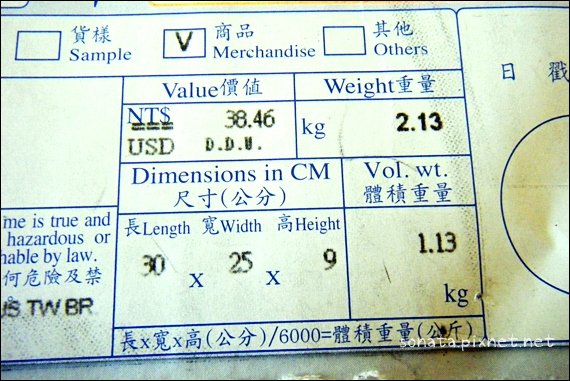 貨樣 Sample V 商品 Merchandise 其他 Others
日 戳
Value價值 Weight重量
NT$ 38.46 kg 2.13
USD D.D.U.
Dimensions in CM Vol. wt.
尺寸(公分) 體積重量
me is true and
hazardous or
nable by law.
何危險及禁
長Length 寬Width 高Height
30 x 25 x 9 1.13
kg
US TW BR
長x寬x高(公分)/6000=體積重量(公斤)
sonata.pixnet.net